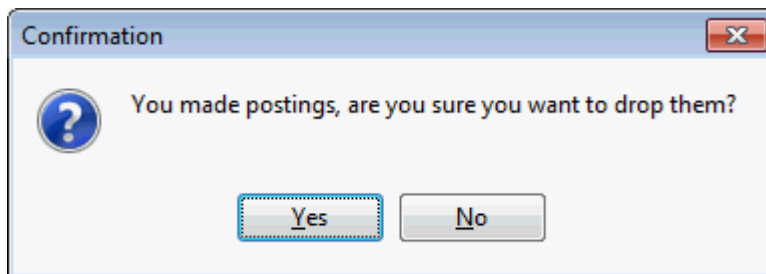 Confirmation
You made postings, are you sure you want to drop them?
Yes No